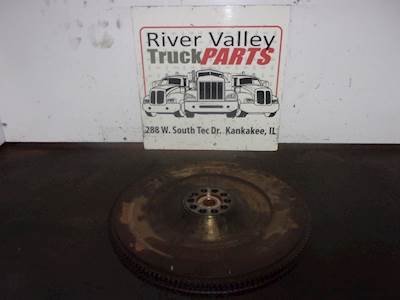 River Valley
TruckPARTS
288 W. South Tec Dr. Kankakee, IL